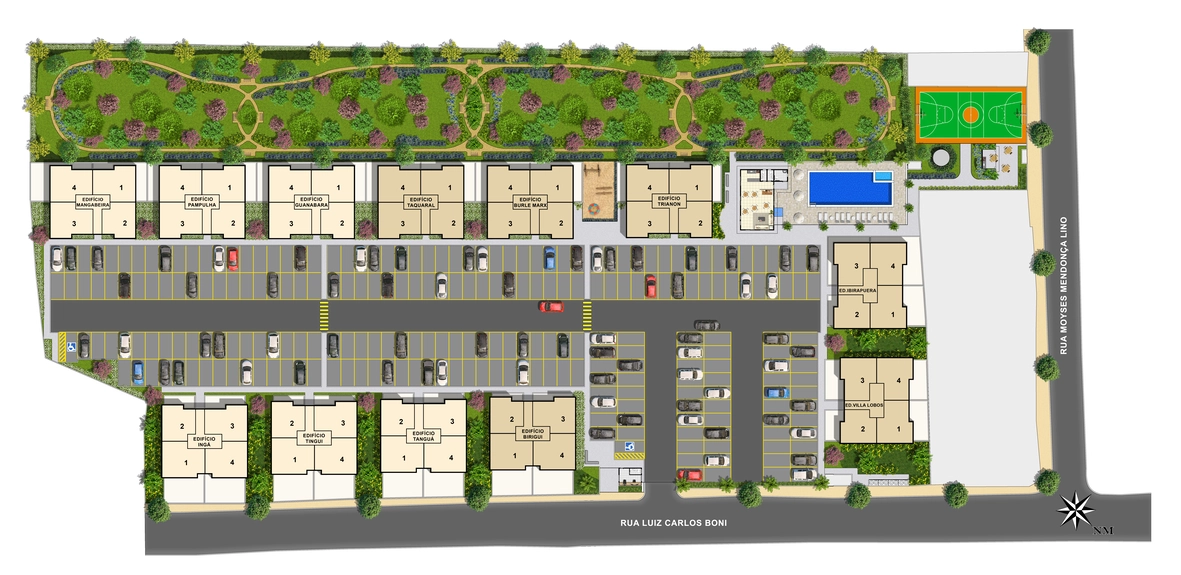 4 1
EDIFÍCIO
MANGABEIRA
3 2
4 1
EDIFÍCIO
PAMPULHA
3 2
4 1
EDIFÍCIO
GUANABARA
3 2
4 1
EDIFÍCIO
TAQUARAL
3 2
4 1
EDIFÍCIO
BURLE MARX
3 2
4 1
EDIFÍCIO
TRIANON
3 2
3 4
ED.IBIRAPUERA
2 1
3 4
ED.VILLA LOBOS
2 1
2 3
EDIFÍCIO
INGÁ
1 4
2 3
EDIFÍCIO
TINGUI
1 4
2 3
EDIFÍCIO
TANGUÁ
1 4
2 3
EDIFÍCIO
BIRIGUI
1 4
RUA MOYSES MENDONÇA LINO
RUA LUIZ CARLOS BONI
NM